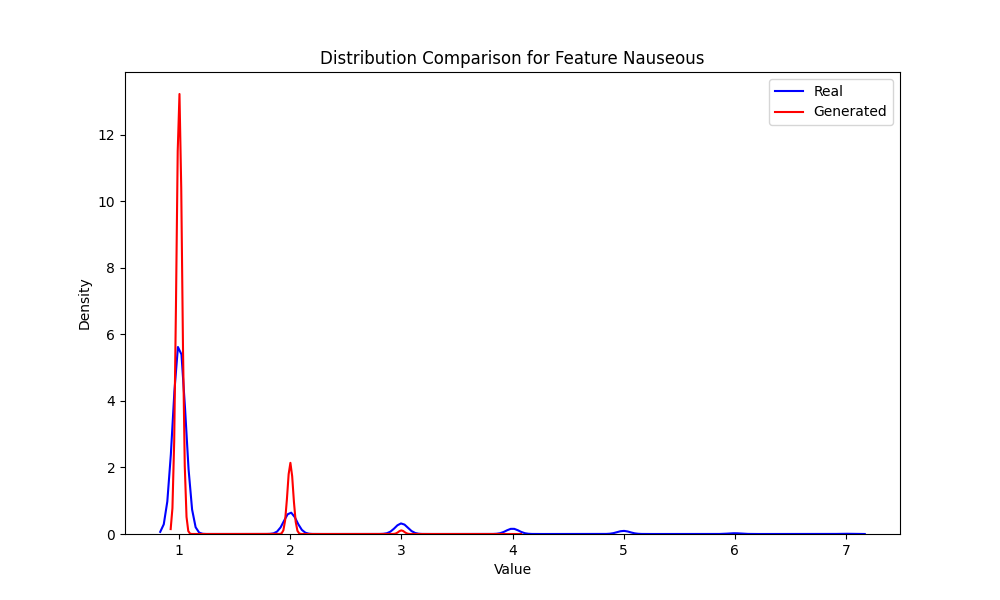 Distribution Comparison for Feature Nauseous
Real
Generated
Density
12
10
8
6
4
2
0
1 2 3 4 5 6 7
Value